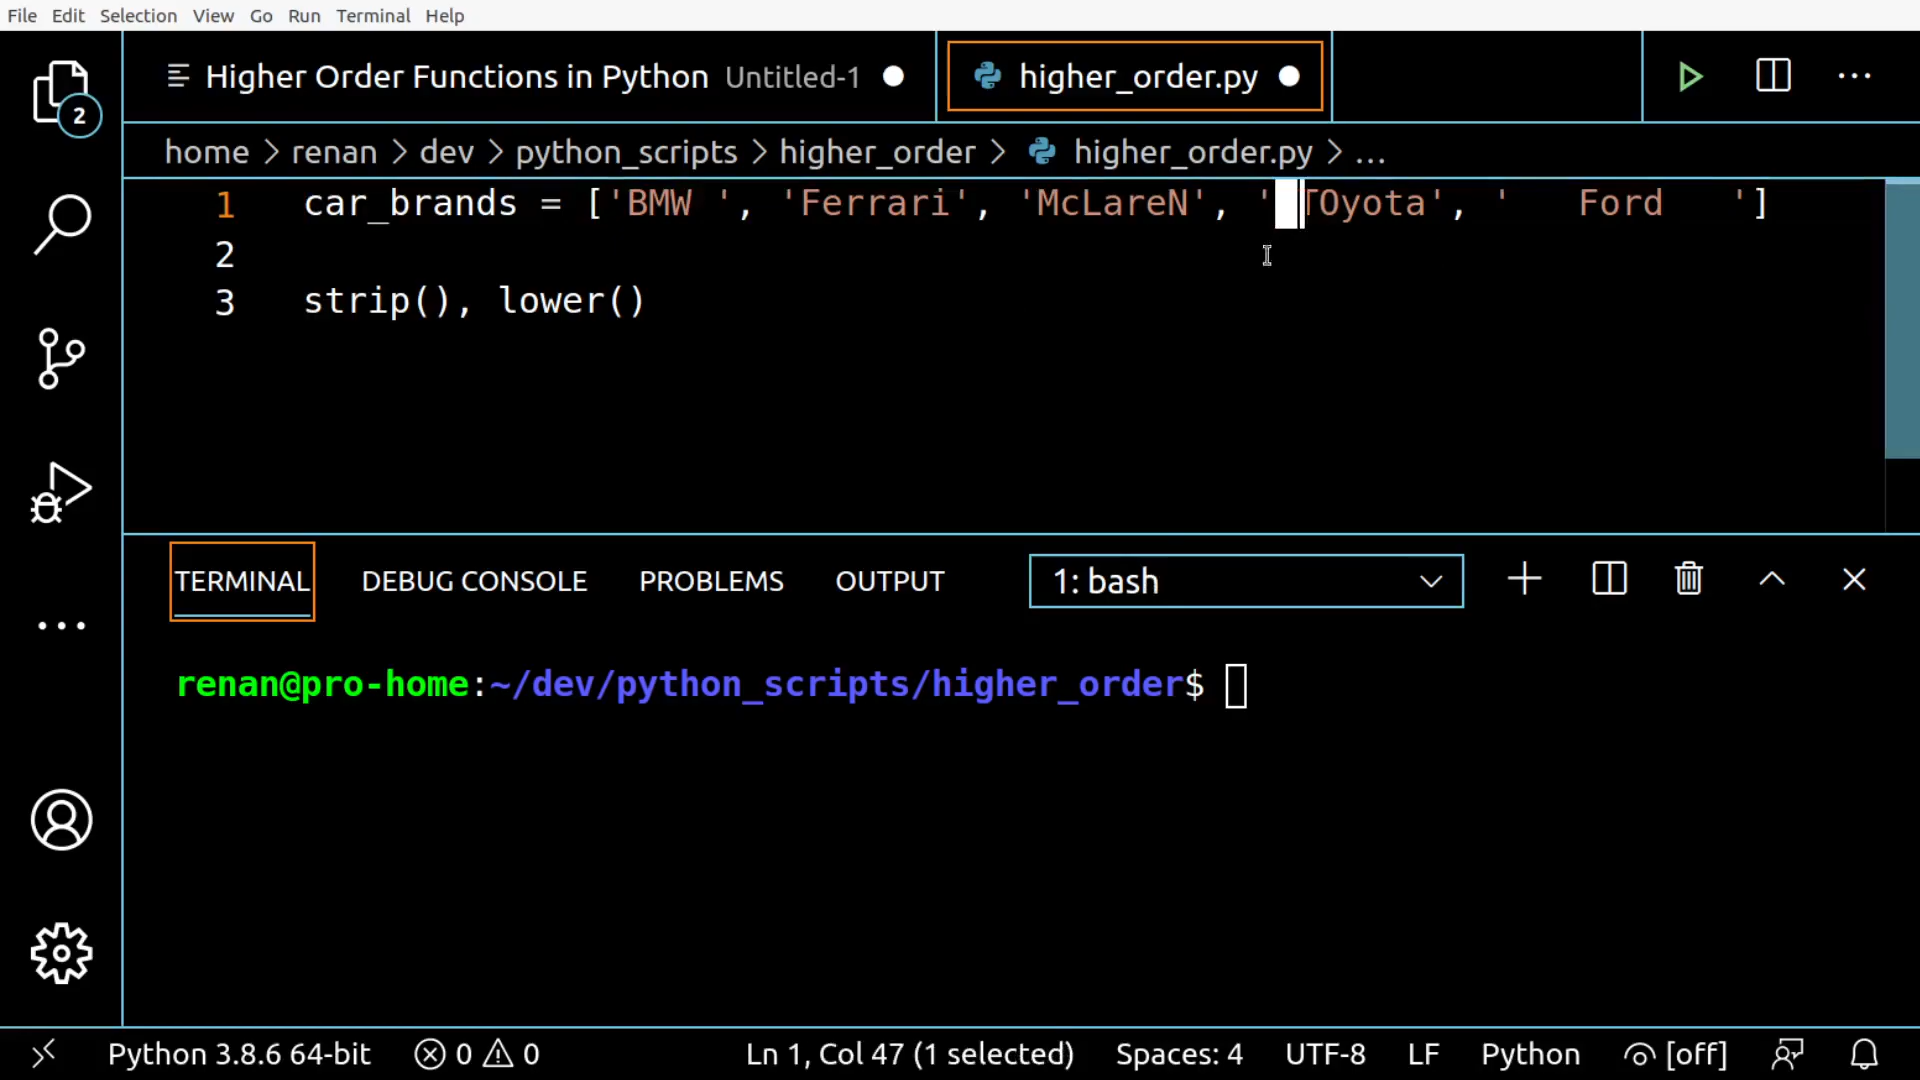 File Edit Selection View Go Run Terminal Help
Higher Order Functions in Python Untitled-1 higher_order.py
2
home > renan > dev > python_scripts > higher_order > higher_order.py > ...
1 car_brands = ['BMW ', 'Ferrari', 'McLareN', ' TOyota', '   Ford   ']
2
3 strip(), lower()
TERMINAL DEBUG CONSOLE PROBLEMS OUTPUT 1: bash
renan@pro-home:~/dev/python_scripts/higher_order$
Python 3.8.6 64-bit 0 0 Ln 1, Col 47 (1 selected) Spaces: 4 UTF-8 LF Python [off]